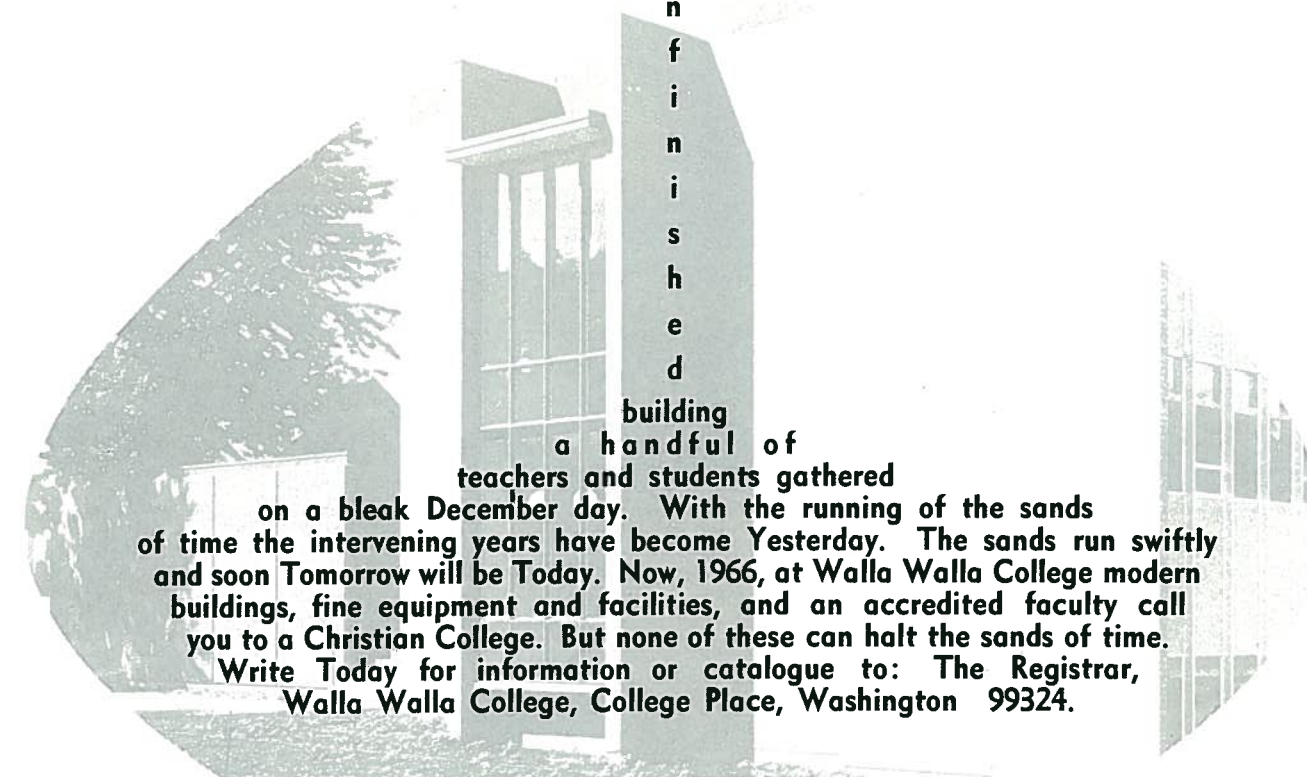 n
f
i
n
i
s
h
e
d
building
a handful of
teachers and students gathered
on a bleak December day. With the running of the sands
of time the intervening years have become Yesterday. The sands run swiftly
and soon Tomorrow will be Today. Now, 1966, at Walla Walla College modern
buildings, fine equipment and facilities, and an accredited faculty call
you to a Christian College. But none of these can halt the sands of time.
Write Today for information or catalogue to: The Registrar,
Walla Walla College, College Place, Washington 99324.